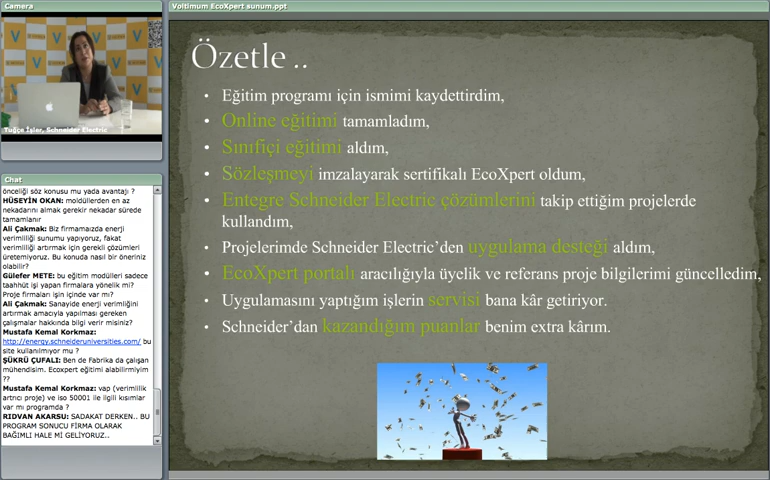 Camera
Tuğçe İşler, Schneider Electric
Chat
önceliği söz konusu mu yada avantajı ?
HÜSEYİN OKAN: moldüllerden en az
nekadarını almak gerekir nekadar sürede
tamamlanır
Ali Çakmak: Biz firmamaızda enerji
verimliliği sunumu yapıyoruz, fakat
verimliliği artırmak için gerekli çözümleri
üretemiyoruz. Bu konuda nasıl bir öneriniz
olabilir?
Gülefer METE: bu eğitim modülleri sadece
taahhüt işi yapan firmalara yönelik mi?
Proje firmaları işin içinde var mı?
Ali Çakmak: Sanayide enerji verimliğini
artırmak amacıyla yapılması gereken
çalışmalar hakkında bilgi verir misiniz?
Mustafa Kemal Korkmaz:
http://energy.schneideruniversities.com/ bu
site kullanılmıyor mu ?
ŞÜKRÜ ÇUFALI: Ben de Fabrika da çalışan
mühendisim. Ecoxpert eğitimi alabilirmiyim
??
Mustafa Kemal Korkmaz: vap (verimlilik
artırıcı proje) ve iso 50001 ile ilgili kısımlar
var mı programda ?
RIDVAN AKARSU: SADAKAT DERKEN.. BU
PROGRAM SONUCU FİRMA OLARAK
BAĞIMLI HALE Mİ GELİYORUZ..
Voltimum EcoXpert sunum.ppt
Özetle ..
• Eğitim programı için ismimi kaydettirdim,
• Online eğitimi tamamladım,
• Sınıfiçi eğitimi aldım,
• Sözleşmeyi imzalayarak sertifikalı EcoXpert oldum,
• Entegre Schneider Electric çözümlerini takip ettiğim projelerde
kullandım,
• Projelerimde Schneider Electric’den uygulama desteği aldım,
• EcoXpert portalı aracılığıyla üyelik ve referans proje bilgilerimi güncelledim,
• Uygulamasını yaptığım işlerin servisi bana kâr getiriyor.
• Schneider’dan kazandığım puanlar benim extra kârım.